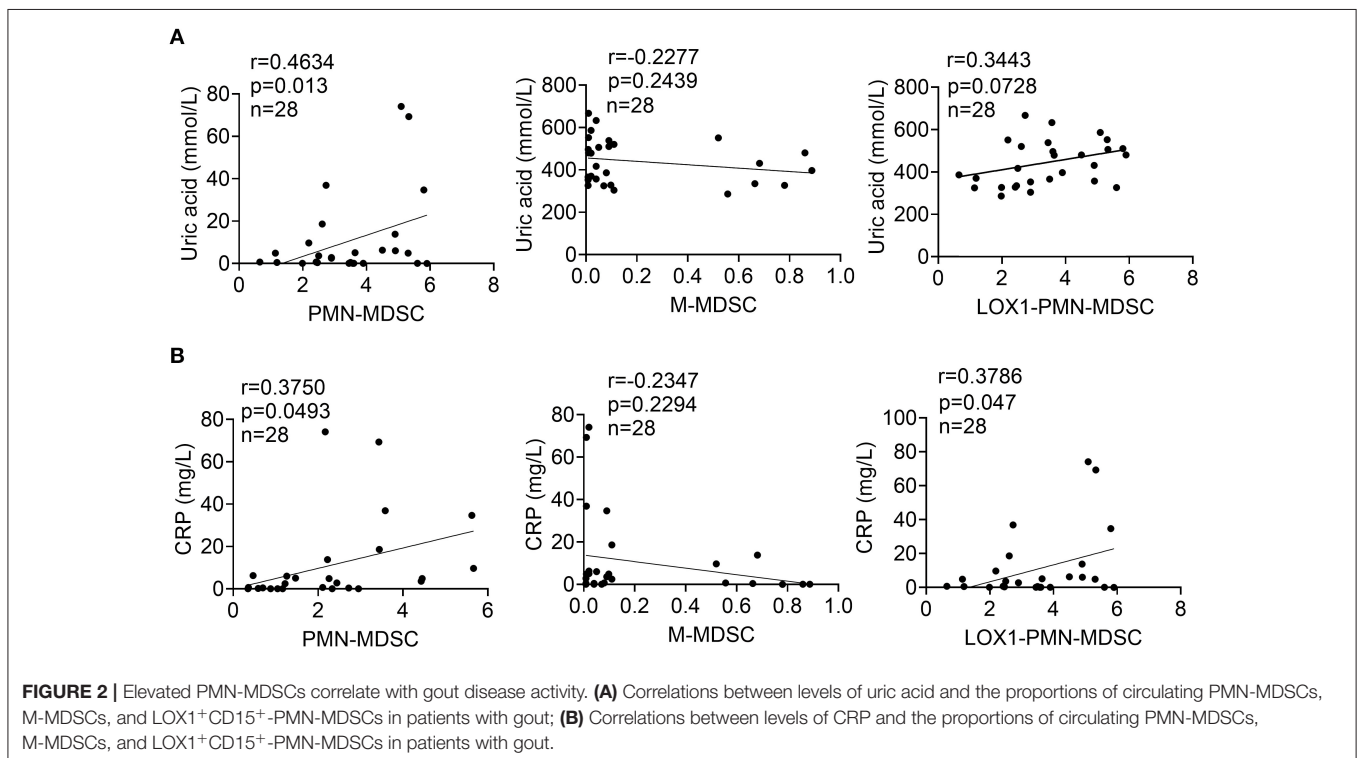 A
r=0.4634
p=0.013
n=28
Uric acid (mmol/L)
80
60
40
20
0
0 2 4 6 8
PMN-MDSC
r=-0.2277
p=0.2439
n=28
Uric acid (mmol/L)
800
600
400
200
0
0.0 0.2 0.4 0.6 0.8 1.0
M-MDSC
r=0.3443
p=0.0728
n=28
Uric acid (mmol/L)
800
600
400
200
0
0 2 4 6 8
LOX1-PMN-MDSC
B
r=0.3750
p=0.0493
n=28
CRP (mg/L)
80
60
40
20
0
0 2 4 6
PMN-MDSC
r=-0.2347
p=0.2294
n=28
CRP (mg/L)
80
60
40
20
0
0.0 0.2 0.4 0.6 0.8 1.0
M-MDSC
r=0.3786
p=0.047
n=28
CRP (mg/L)
100
80
60
40
20
0
0 2 4 6 8
LOX1-PMN-MDSC
FIGURE 2 | Elevated PMN-MDSCs correlate with gout disease activity. (A) Correlations between levels of uric acid and the proportions of circulating PMN-MDSCs,
M-MDSCs, and LOX1⁺CD15⁺-PMN-MDSCs in patients with gout; (B) Correlations between levels of CRP and the proportions of circulating PMN-MDSCs,
M-MDSCs, and LOX1⁺CD15⁺-PMN-MDSCs in patients with gout.